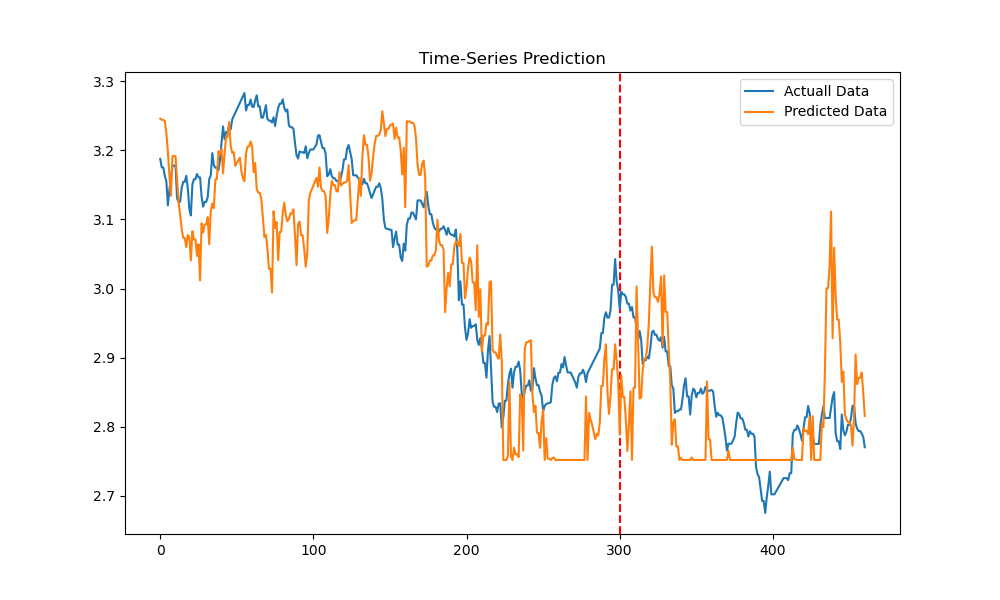 Time-Series Prediction
Actuall Data
Predicted Data
3.3
3.2
3.1
3.0
2.9
2.8
2.7
0 100 200 300 400